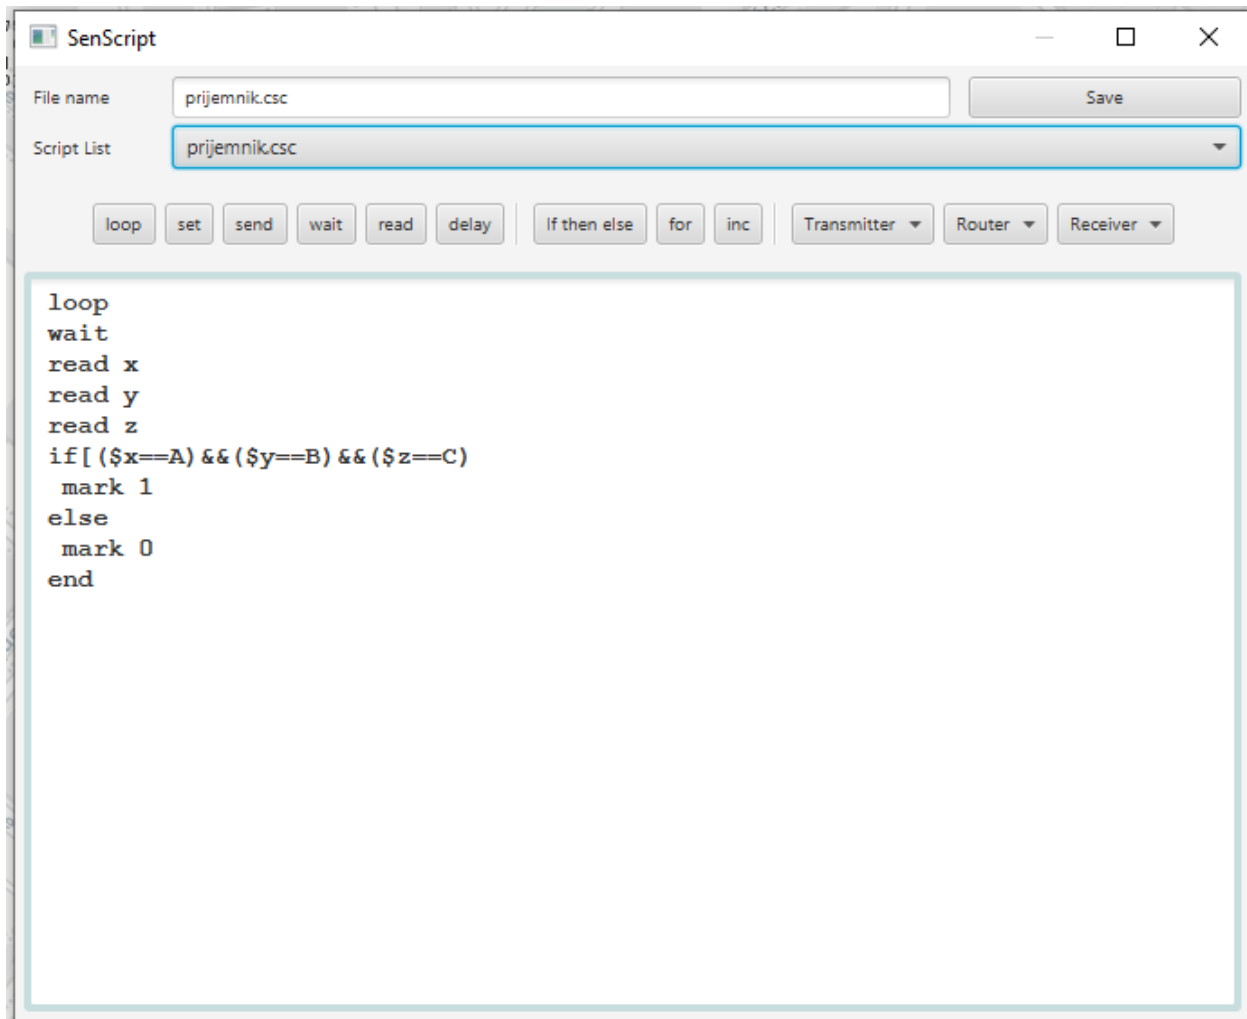 SenScript
File name prijemnik.csc Save
Script List prijemnik.csc
loop set send wait read delay If then else for inc Transmitter Router Receiver
loop
wait
read x
read y
read z
if[($x==A)&&($y==B)&&($z==C)
mark 1
else
mark 0
end